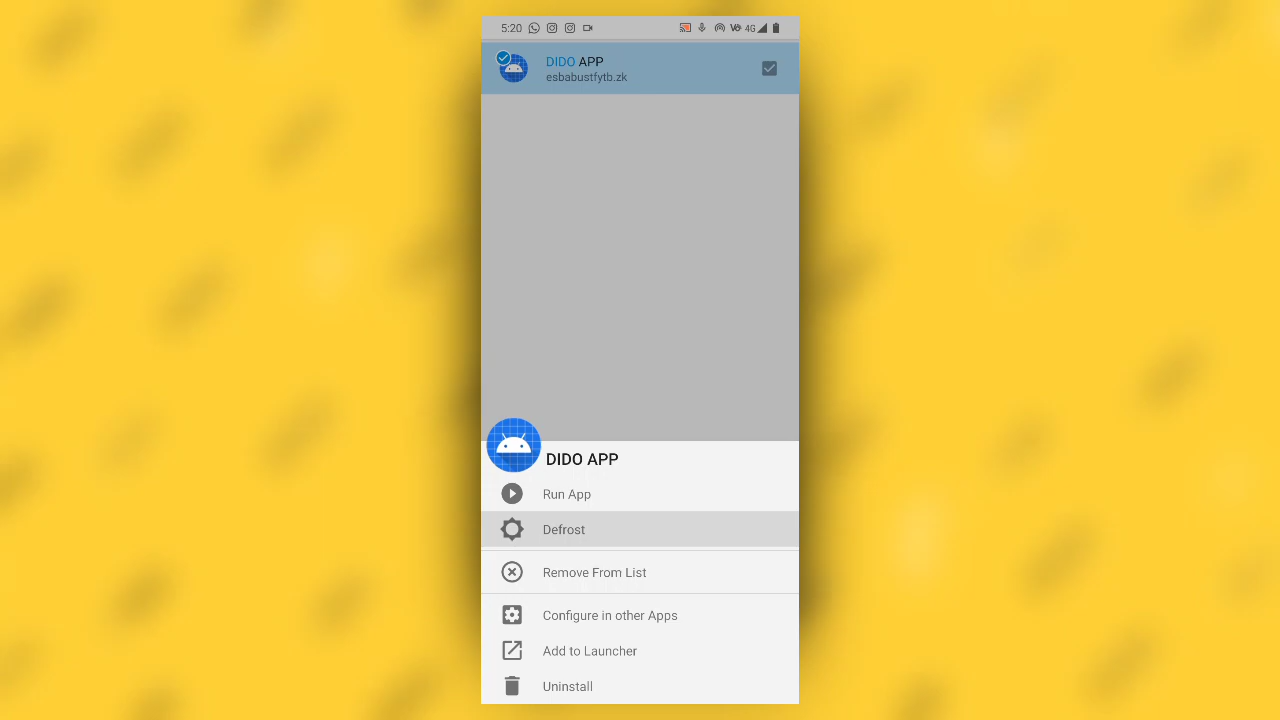 5:20
4G
DIDO APP
esbabustfytb.zk
DIDO APP
Run App
Defrost
Remove From List
Configure in other Apps
Add to Launcher
Uninstall